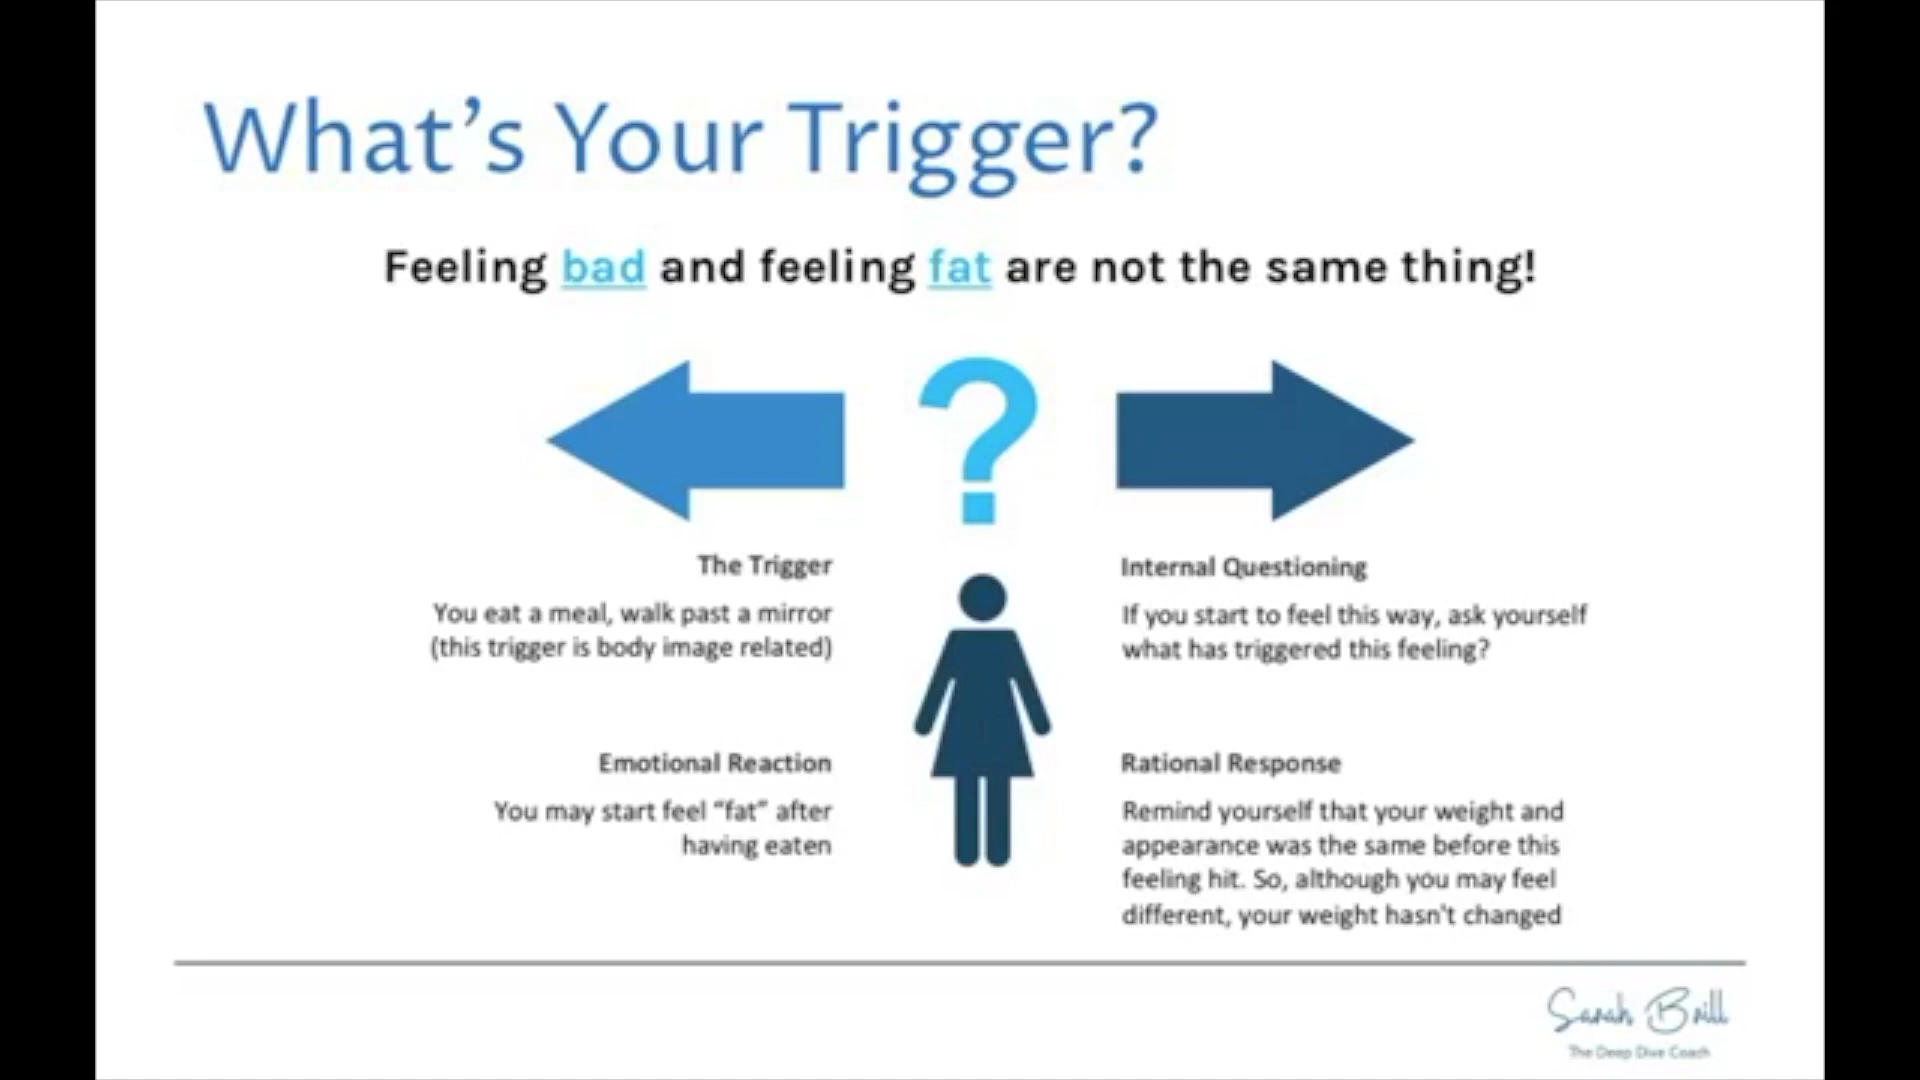 What's Your Trigger?
Feeling bad and feeling fat are not the same thing!
?
The Trigger
You eat a meal, walk past a mirror
(this trigger is body image related)
Emotional Reaction
You may start feel “fat” after
having eaten
Internal Questioning
If you start to feel this way, ask yourself
what has triggered this feeling?
Rational Response
Remind yourself that your weight and
appearance was the same before this
feeling hit. So, although you may feel
different, your weight hasn't changed
Sarah Brill
The Deep Dive Coach